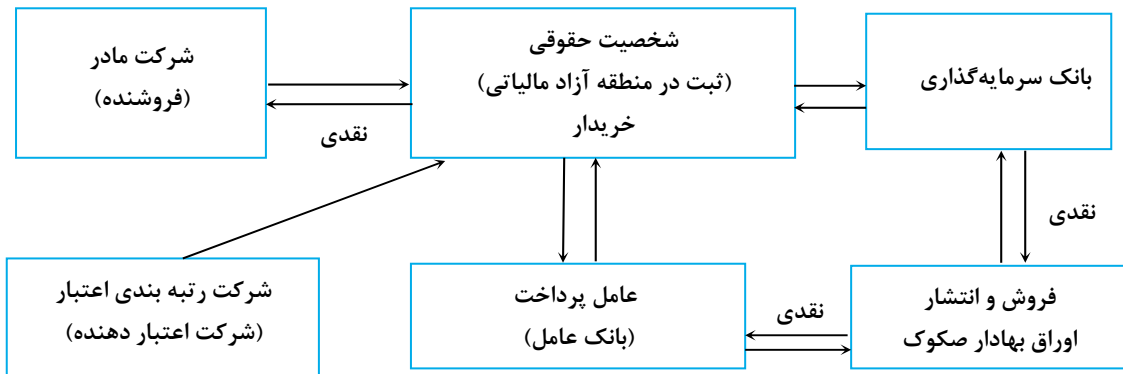 شرکت مادر
(فروشنده)
شخصیت حقوقی
(ثبت در منطقه آزاد مالیاتی)
خریدار
بانک سرمایه‌گذاری
نقدی
نقدی
شرکت رتبه بندی اعتبار
(شرکت اعتبار دهنده)
عامل پرداخت
(بانک عامل)
نقدی
فروش و انتشار
اوراق بهادار صکوک